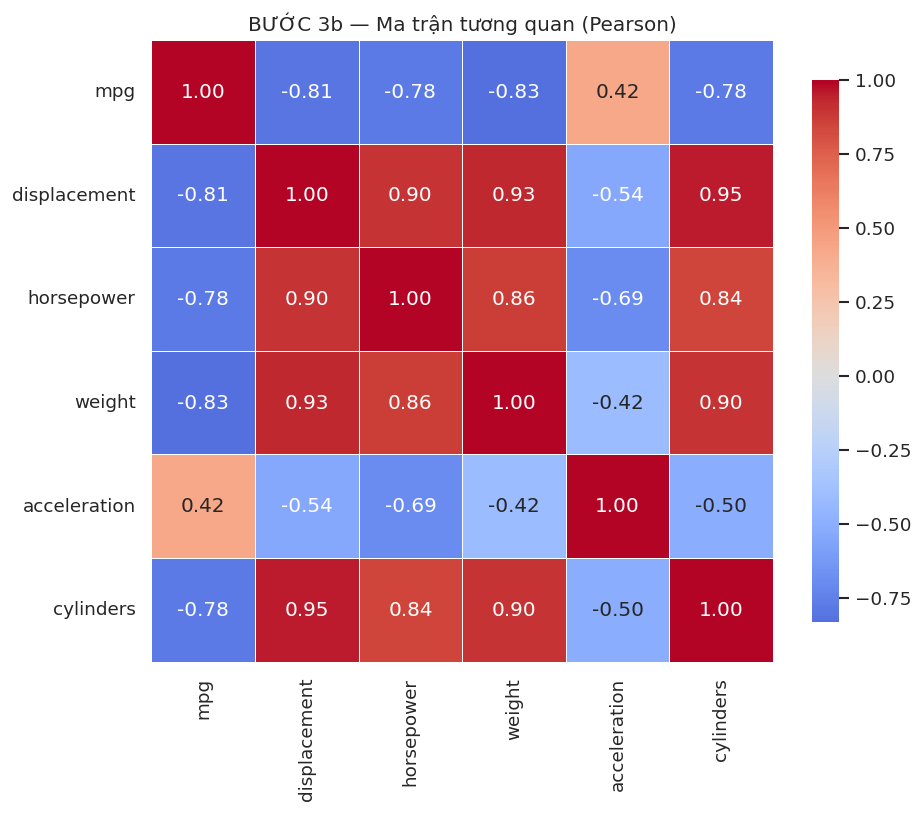 BƯỚC 3b — Ma trận tương quan (Pearson)
mpg 1.00 -0.81 -0.78 -0.83 0.42 -0.78
displacement -0.81 1.00 0.90 0.93 -0.54 0.95
horsepower -0.78 0.90 1.00 0.86 -0.69 0.84
weight -0.83 0.93 0.86 1.00 -0.42 0.90
acceleration 0.42 -0.54 -0.69 -0.42 1.00 -0.50
cylinders -0.78 0.95 0.84 0.90 -0.50 1.00
mpg displacement horsepower weight acceleration cylinders
1.00
0.75
0.50
0.25
0.00
−0.25
−0.50
−0.75